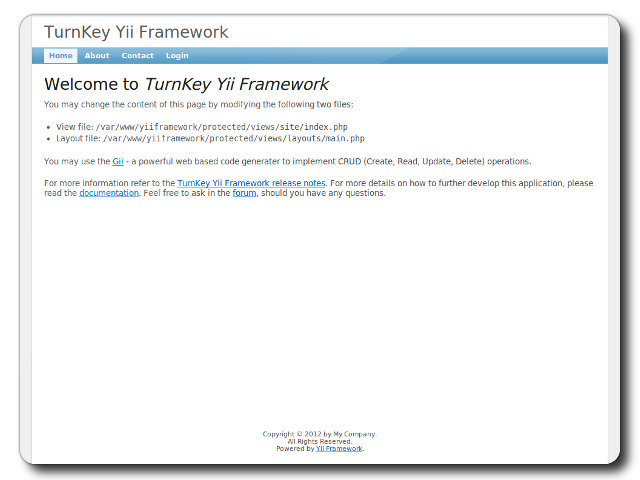 TurnKey Yii Framework
Home About Contact Login
Welcome to TurnKey Yii Framework
You may change the content of this page by modifying the following two files:
• View file: /var/www/yiiframework/protected/views/site/index.php
• Layout file: /var/www/yiiframework/protected/views/layouts/main.php
You may use the Gii - a powerful web based code generater to implement CRUD (Create, Read, Update, Delete) operations.
For more information refer to the TurnKey Yii Framework release notes. For more details on how to further develop this application, please
read the documentation. Feel free to ask in the forum, should you have any questions.
Copyright © 2012 by My Company.
All Rights Reserved.
Powered by Yii Framework.